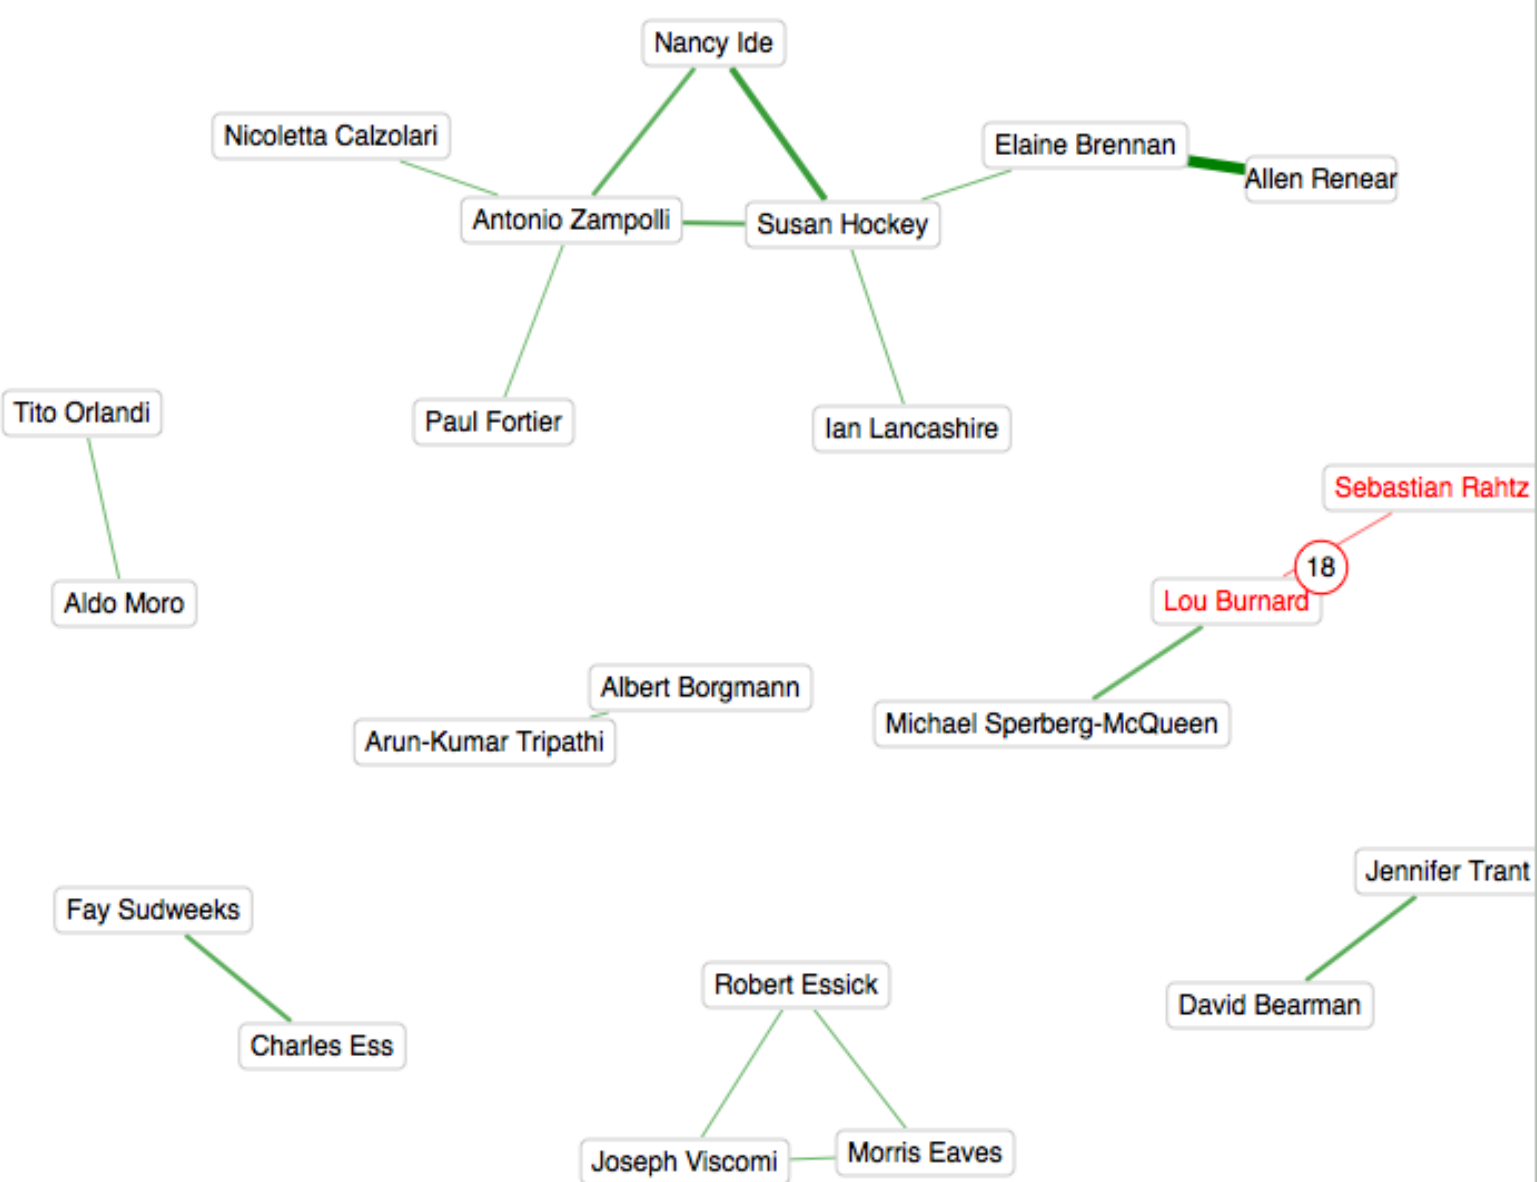 Nancy Ide
Nicoletta Calzolari
Elaine Brennan
Allen Renear
Antonio Zampolli
Susan Hockey
Tito Orlandi
Paul Fortier
Ian Lancashire
Sebastian Rahtz
18
Lou Burnard
Aldo Moro
Albert Borgmann
Michael Sperberg-McQueen
Arun-Kumar Tripathi
Jennifer Trant
Fay Sudweeks
Robert Essick
David Bearman
Charles Ess
Morris Eaves
Joseph Viscomi